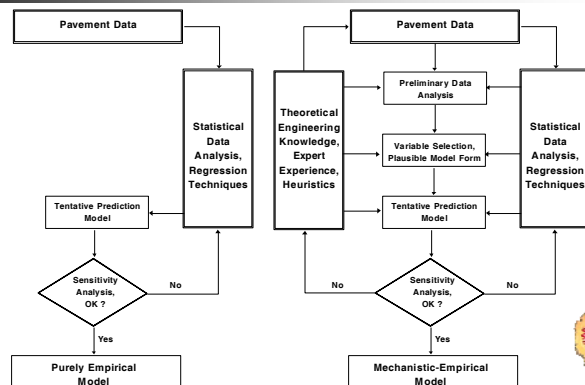 Pavement Data
Statistical
Data
Analysis,
Regression
Techniques
Tentative Prediction
Model
Sensitivity
Analysis,
OK ?
No
Yes
Purely Empirical
Model
Pavement Data
Theoretical
Engineering
Knowledge,
Expert
Experience,
Heuristics
Preliminary Data
Analysis
Variable Selection,
Plausible Model Form
Tentative Prediction
Model
Statistical
Data
Analysis,
Regression
Techniques
No
Sensitivity
Analysis,
OK ?
No
Yes
Mechanistic-Empirical
Model